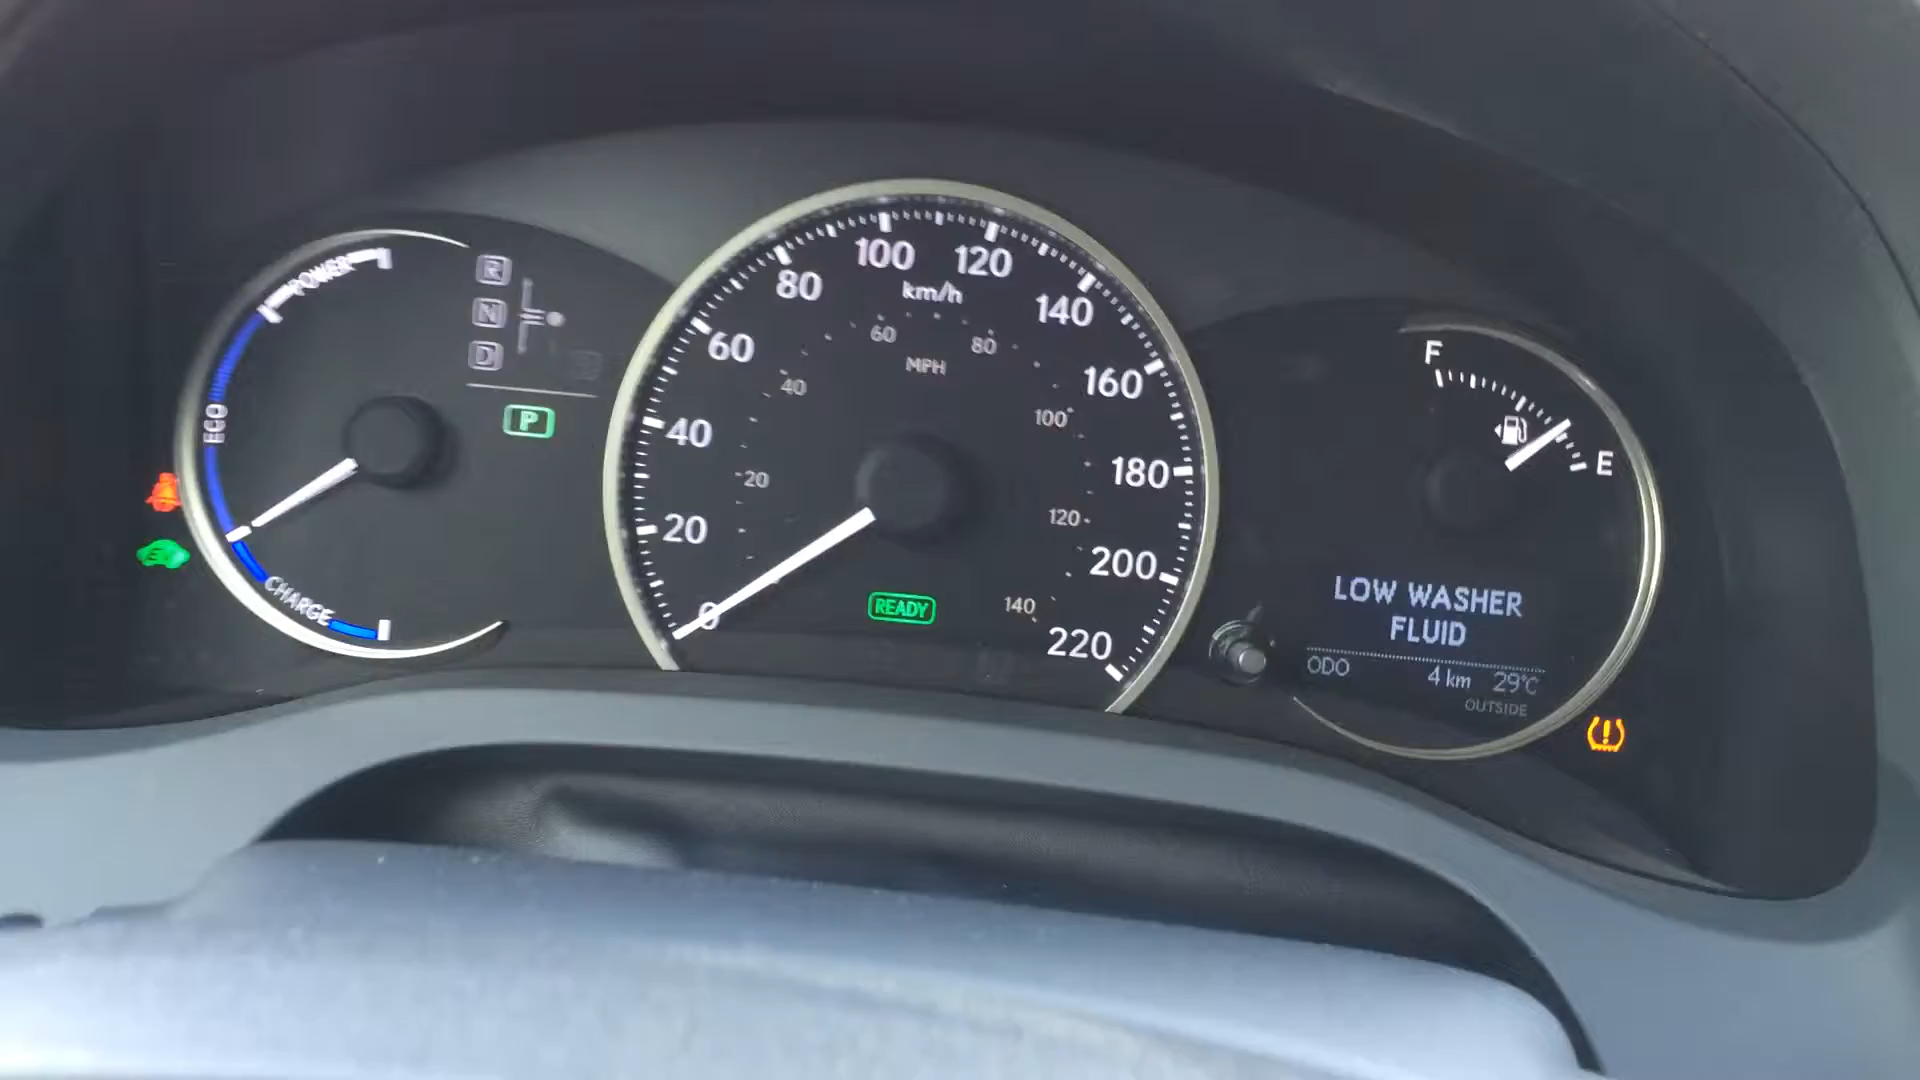 POWER
ECO
CHARGE
R
N
D
P
0
20
40
60
80
100
120
140
160
180
200
220
km/h
20
40
60
80
100
120
140
MPH
READY
F
E
LOW WASHER
FLUID
ODO 4 km 29°C
OUTSIDE